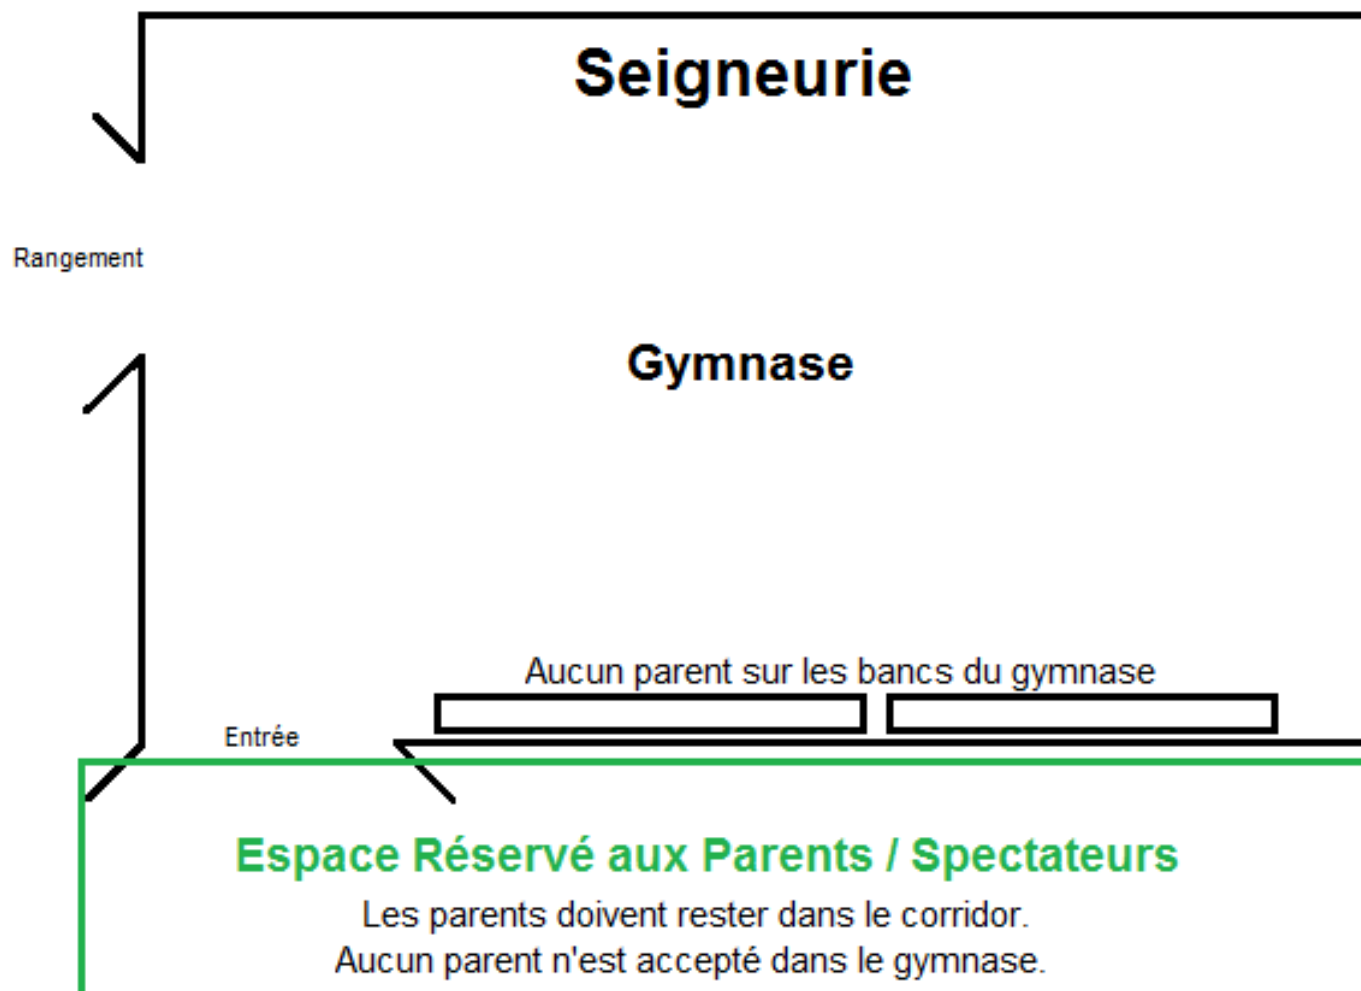 Seigneurie
Rangement
Gymnase
Aucun parent sur les bancs du gymnase
Entrée
Espace Réservé aux Parents / Spectateurs
Les parents doivent rester dans le corridor.
Aucun parent n'est accepté dans le gymnase.